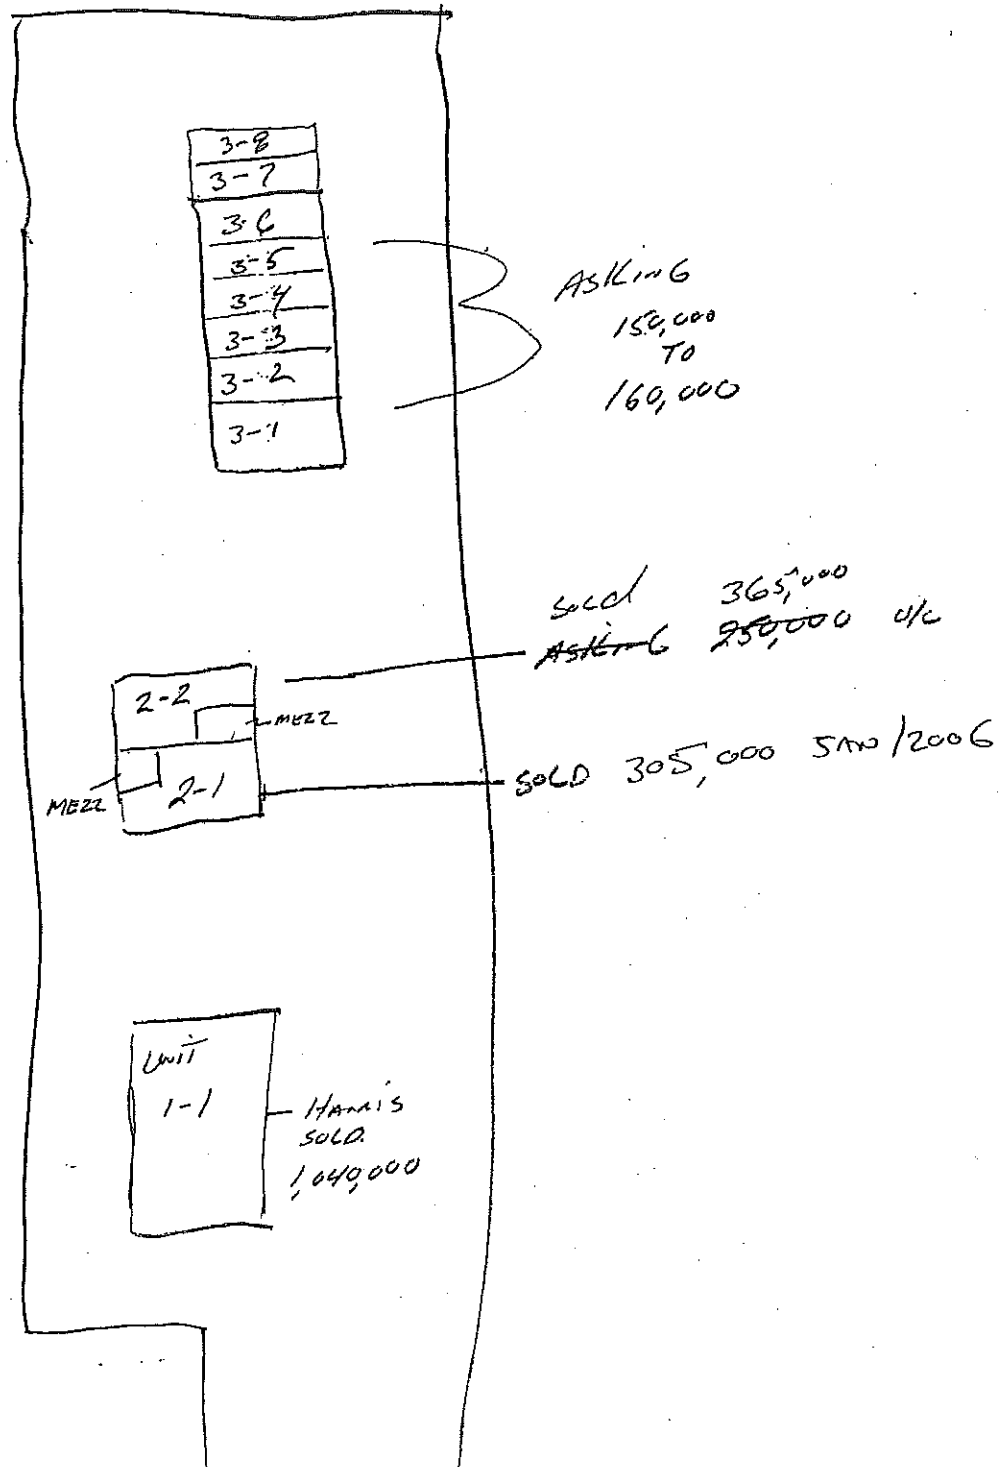 3-8
3-7
3-6
3-5
3-4
3-3
3-2
3-1
ASKING
150,000
TO
160,000
sold 365,000
ASKING 250,000 U/C
2-2
MEZZ
MEZZ
2-1
SOLD 305,000 JAN/2006
UNIT
1-1
HARRIS
SOLD
1,040,000